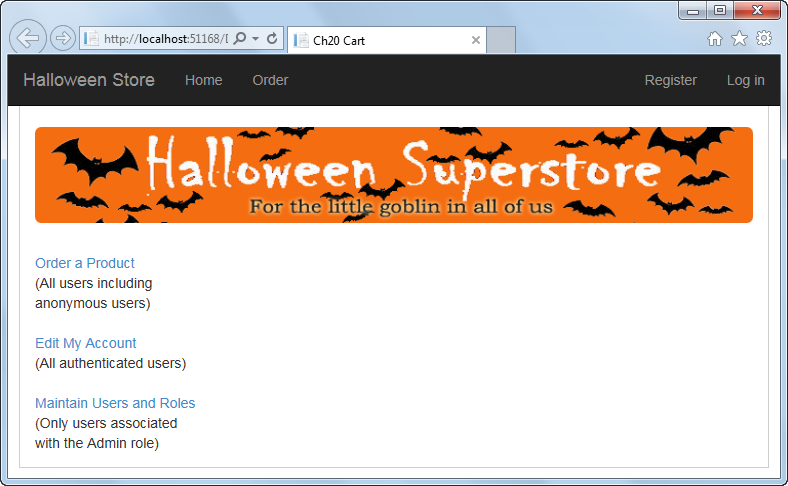 http://localhost:51168/
Ch20 Cart
Halloween Store Home Order Register Log in
Halloween Superstore
For the little goblin in all of us
Order a Product
(All users including
anonymous users)
Edit My Account
(All authenticated users)
Maintain Users and Roles
(Only users associated
with the Admin role)